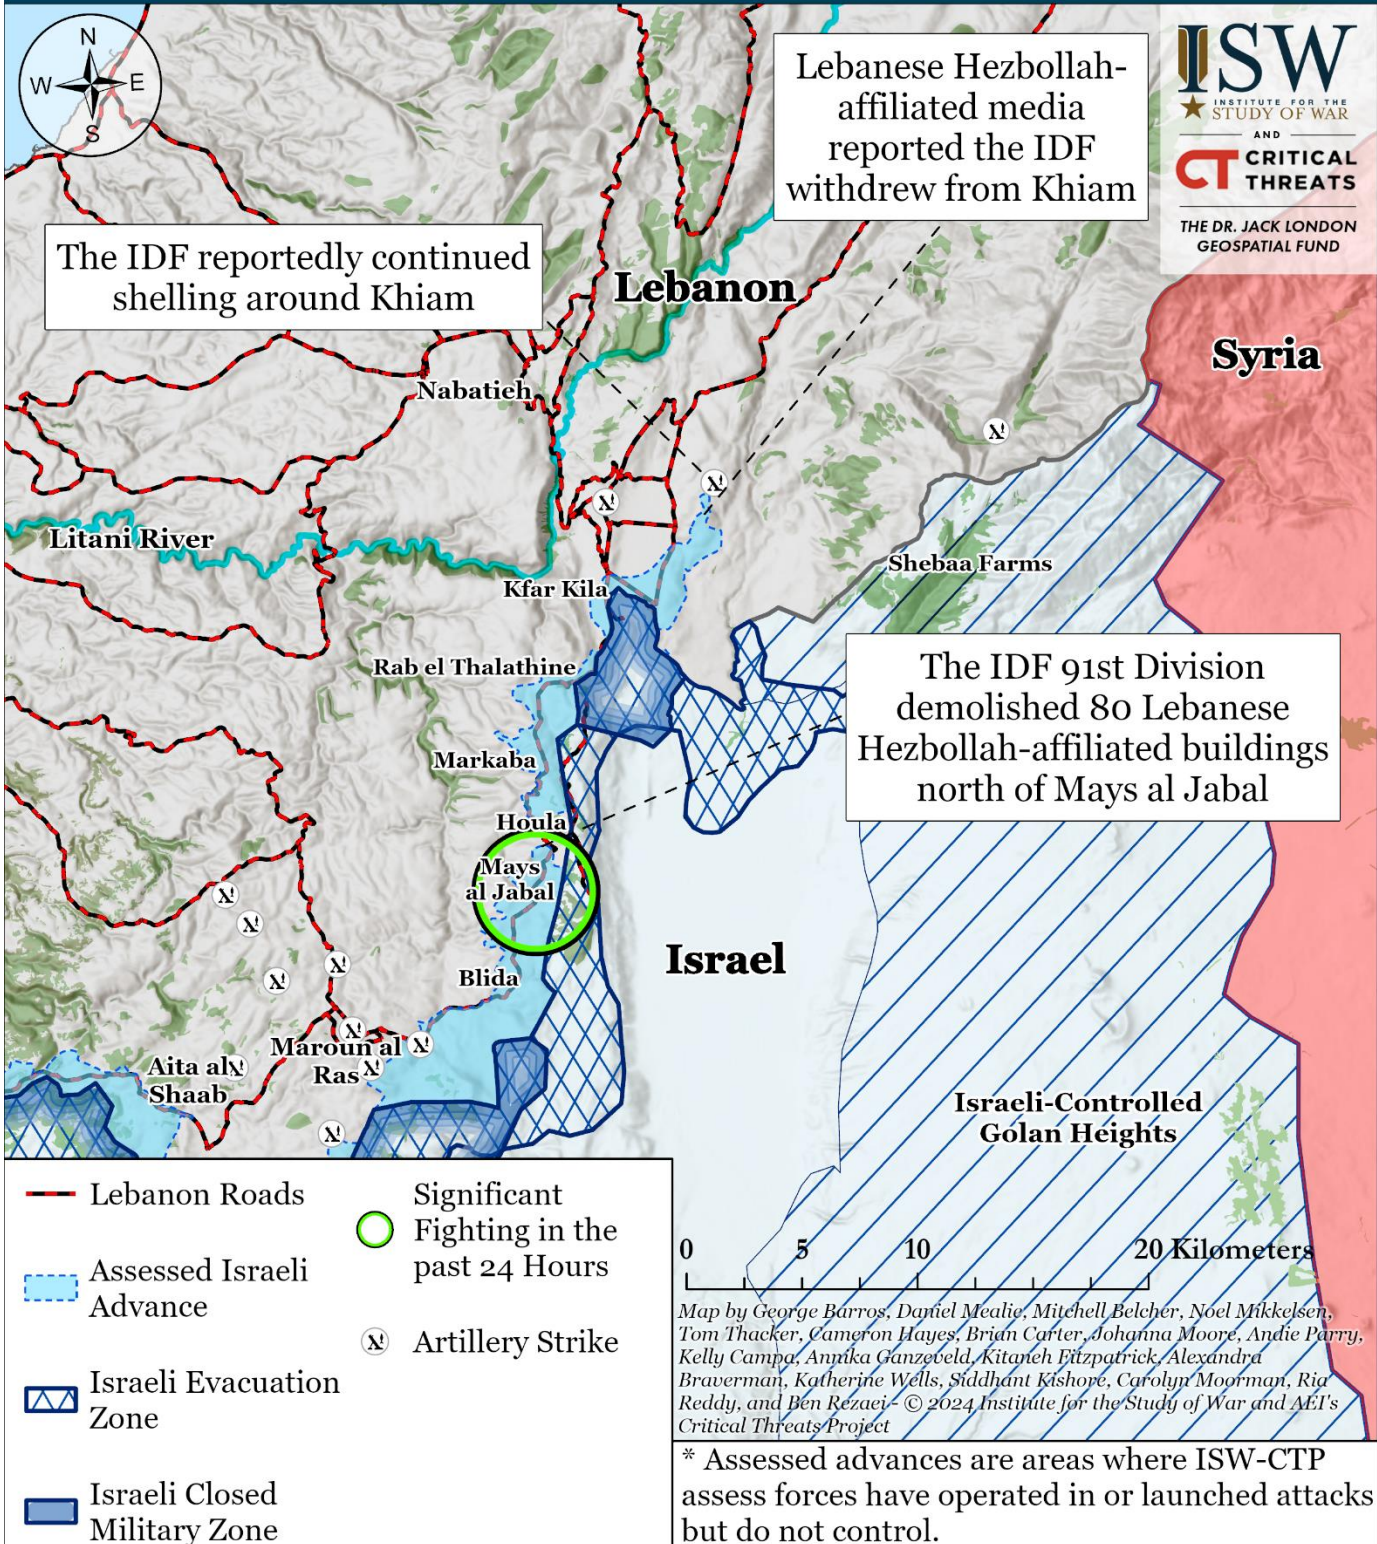 N
W
E
S
Lebanese Hezbollah-
affiliated media
reported the IDF
withdrew from Khiam
ISW
INSTITUTE FOR THE
STUDY OF WAR
AND
CT CRITICAL
THREATS
THE DR. JACK LONDON
GEOSPATIAL FUND
The IDF reportedly continued
shelling around Khiam
Lebanon
Syria
Nabatieh
Litani River
Shebaa Farms
Kfar Kila
Rab el Thalathine
The IDF 91st Division
demolished 80 Lebanese
Hezbollah-affiliated buildings
north of Mays al Jabal
Markaba
Houla
Mays
al Jabal
Israel
Blida
Maroun al
Ras
Aita al
Shaab
Israeli-Controlled
Golan Heights
Lebanon Roads
Assessed Israeli
Advance
Israeli Evacuation
Zone
Israeli Closed
Military Zone
Significant
Fighting in the
past 24 Hours
Artillery Strike
0 5 10 20 Kilometers
Map by George Barros, Daniel Mealie, Mitchell Belcher, Noel Mikkelsen,
Tom Thacker, Cameron Hayes, Brian Carter, Johanna Moore, Andie Parry,
Kelly Campa, Annika Ganzeveld, Kitaneh Fitzpatrick, Alexandra
Braverman, Katherine Wells, Siddhant Kishore, Carolyn Moorman, Ria
Reddy, and Ben Rezaei - © 2024 Institute for the Study of War and AEI's
Critical Threats Project
* Assessed advances are areas where ISW-CTP
assess forces have operated in or launched attacks
but do not control.